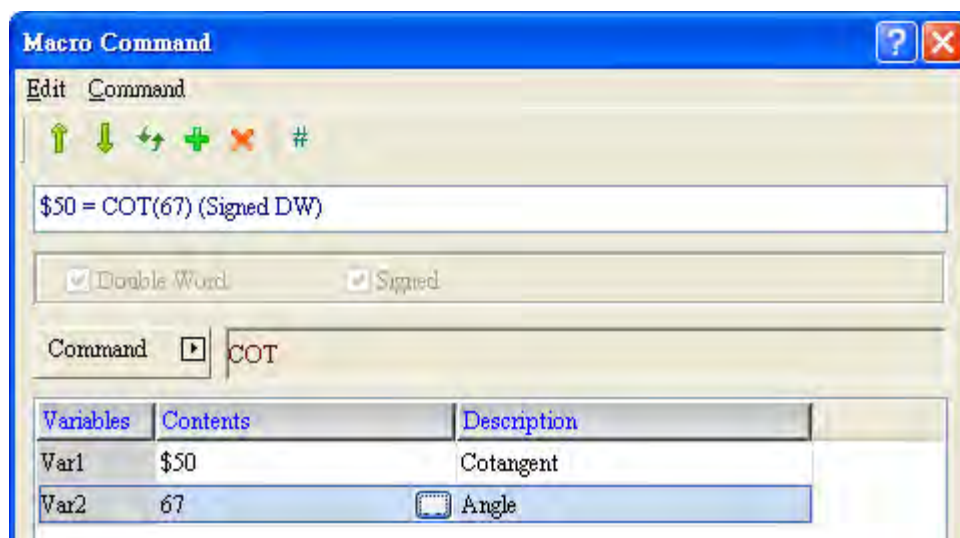 Macro Command
Edit Command
#
$50 = COT(67) (Signed DW)
Double Word Signed
Command COT
Variables Contents Description
Var1 $50 Cotangent
Var2 67 Angle